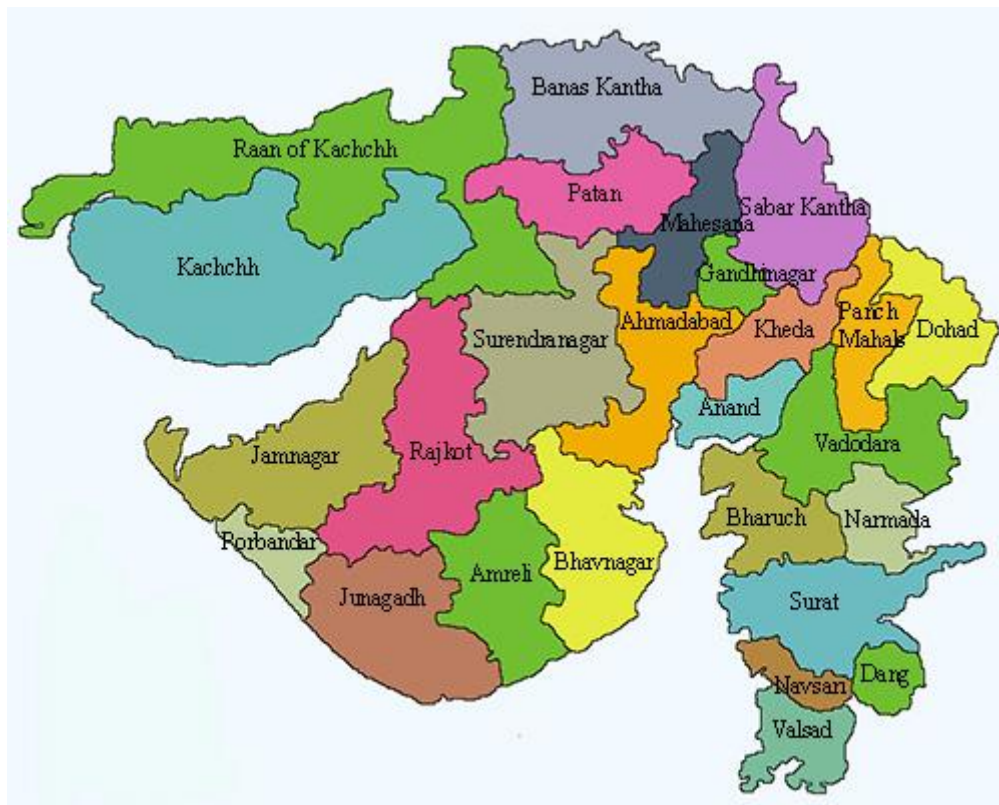 Banas Kantha
Raan of Kachchh
Patan
Sabar Kantha
Mahesana
Kachchh
Gandhinagar
Panch
Mahals
Ahmadabad
Kheda
Dohad
Surendranagar
Anand
Vadodara
Jamnagar
Rajkot
Bharuch
Narmada
Porbandar
Bhavnagar
Amreli
Junagadh
Surat
Dang
Navsari
Valsad